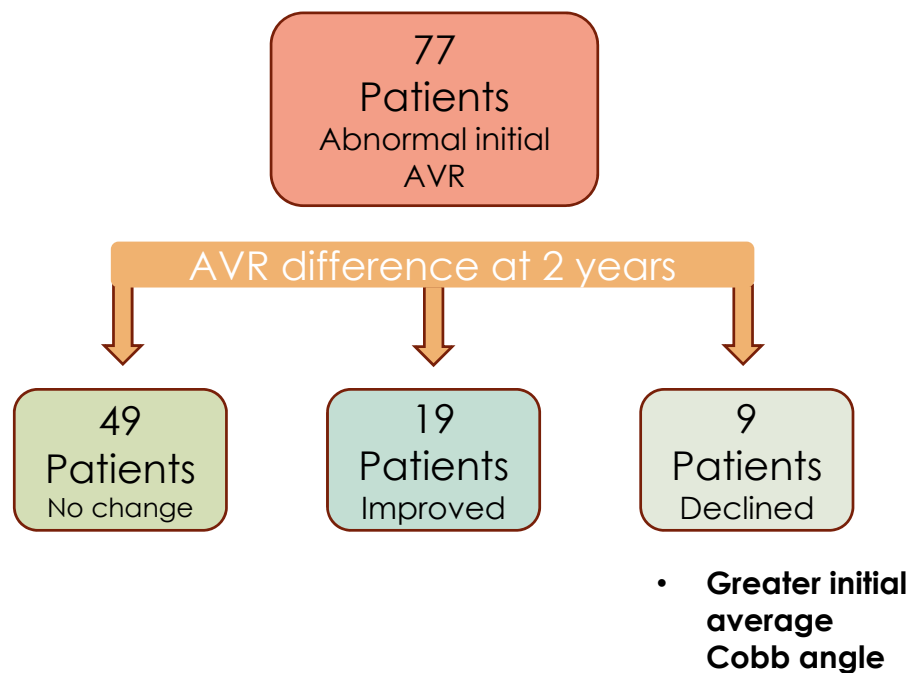 77
Patients
Abnormal initial
AVR
AVR difference at 2 years
49
Patients
No change
19
Patients
Improved
9
Patients
Declined
• Greater initial
average
Cobb angle